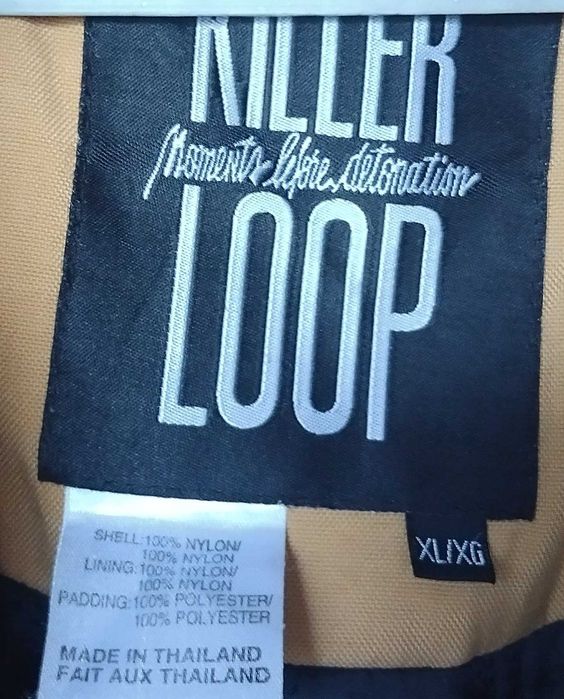 KILLER
Moments before detonation
LOOP
XL/XG
SHELL:100% NYLON/
100% NYLON
LINING:100% NYLON/
100% NYLON
PADDING:100% POLYESTER/
100% POLYESTER
MADE IN THAILAND
FAIT AUX THAILAND